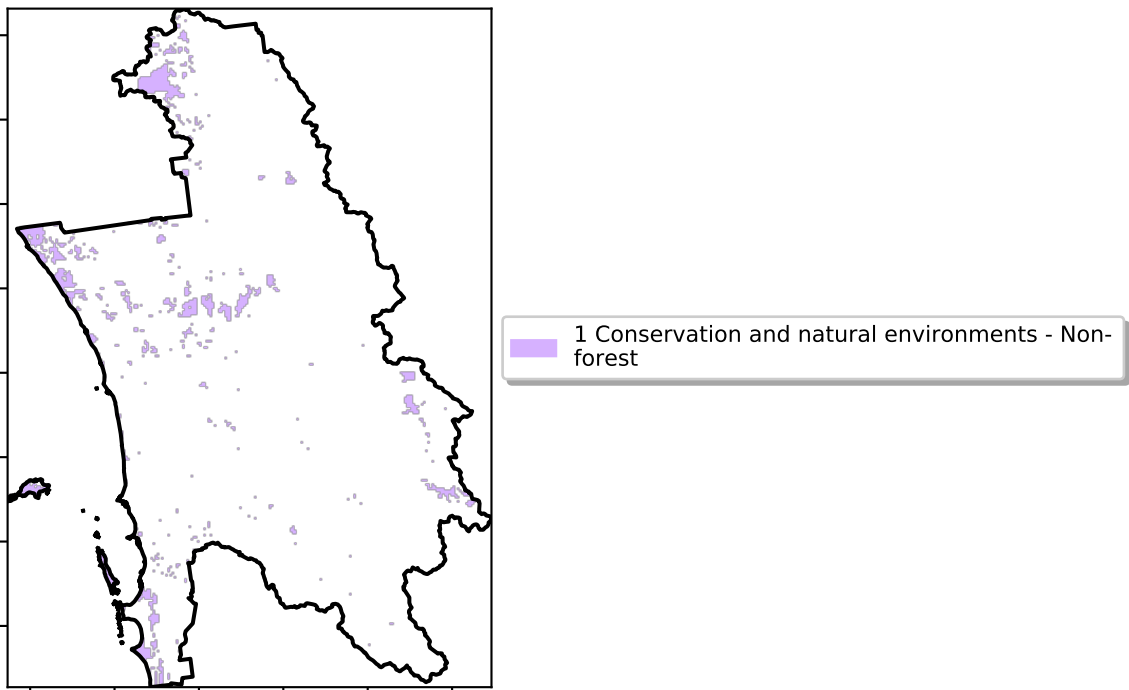 1 Conservation and natural environments - Non-
forest